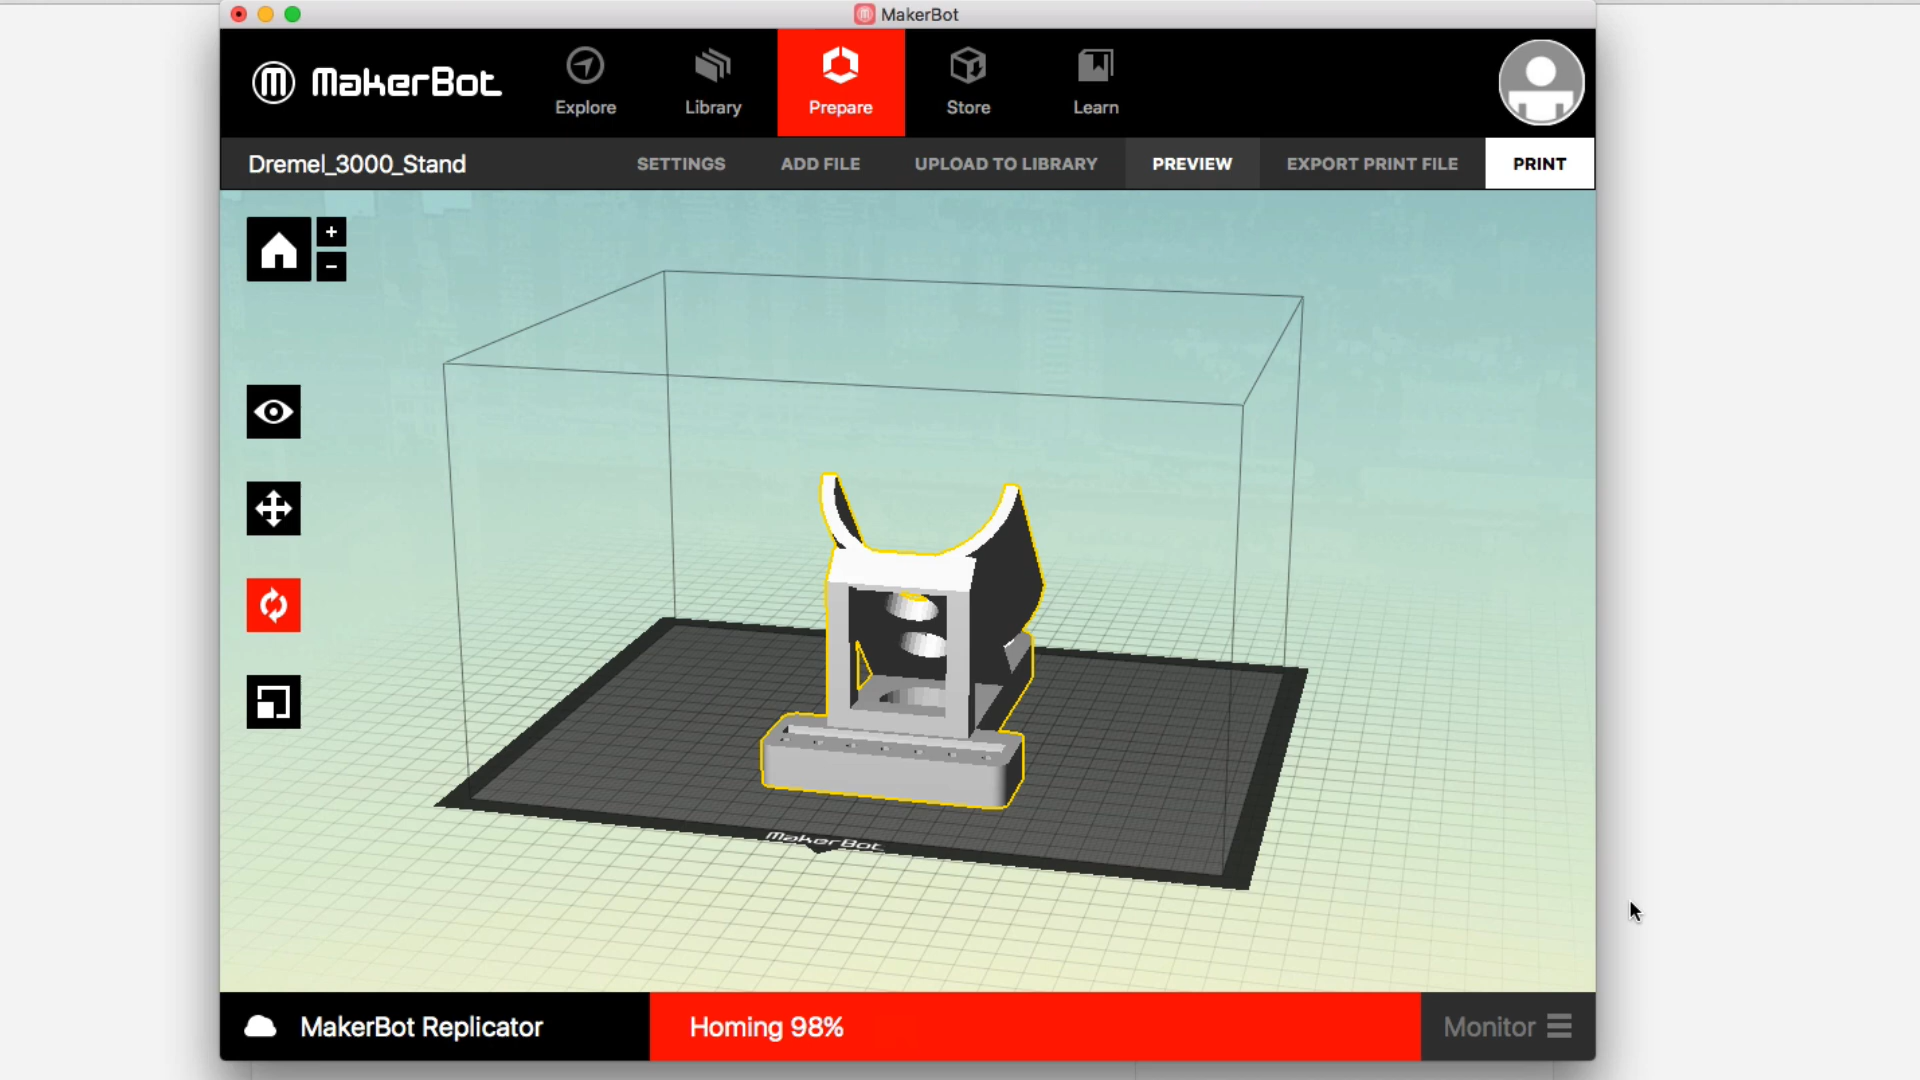 MakerBot
MakerBot
Explore
Library
Prepare
Store
Learn
Dremel_3000_Stand
SETTINGS
ADD FILE
UPLOAD TO LIBRARY
PREVIEW
EXPORT PRINT FILE
PRINT
+
-
MakerBot
MakerBot Replicator
Homing 98%
Monitor